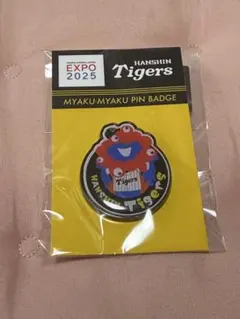 EXPO
2025
HANSHIN
Tigers
MYAKU-MYAKU PIN BADGE
HANSHIN Tigers